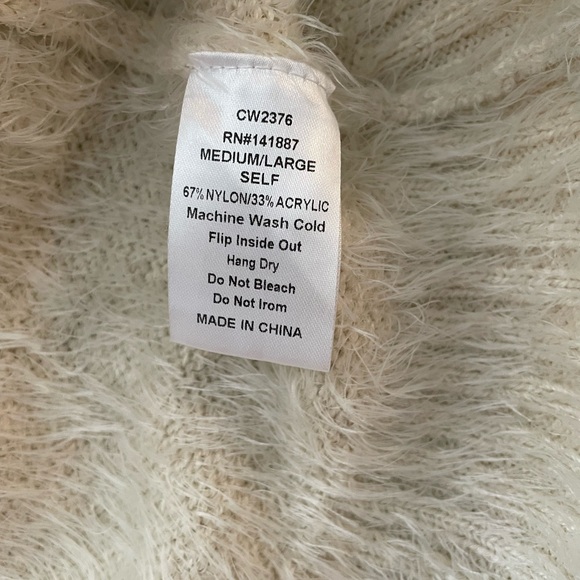 CW2376
RN#141887
MEDIUM/LARGE
SELF
67%NYLON/33%ACRYLIC
Machine Wash Cold
Flip Inside Out
Hang Dry
Do Not Bleach
Do Not Irom
MADE IN CHINA